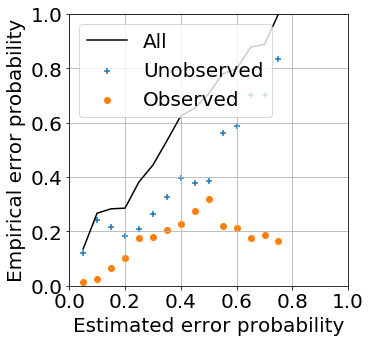 Empirical error probability
1.0
0.8
0.6
0.4
0.2
0.0
All
Unobserved
Observed
0.0 0.2 0.4 0.6 0.8 1.0
Estimated error probability